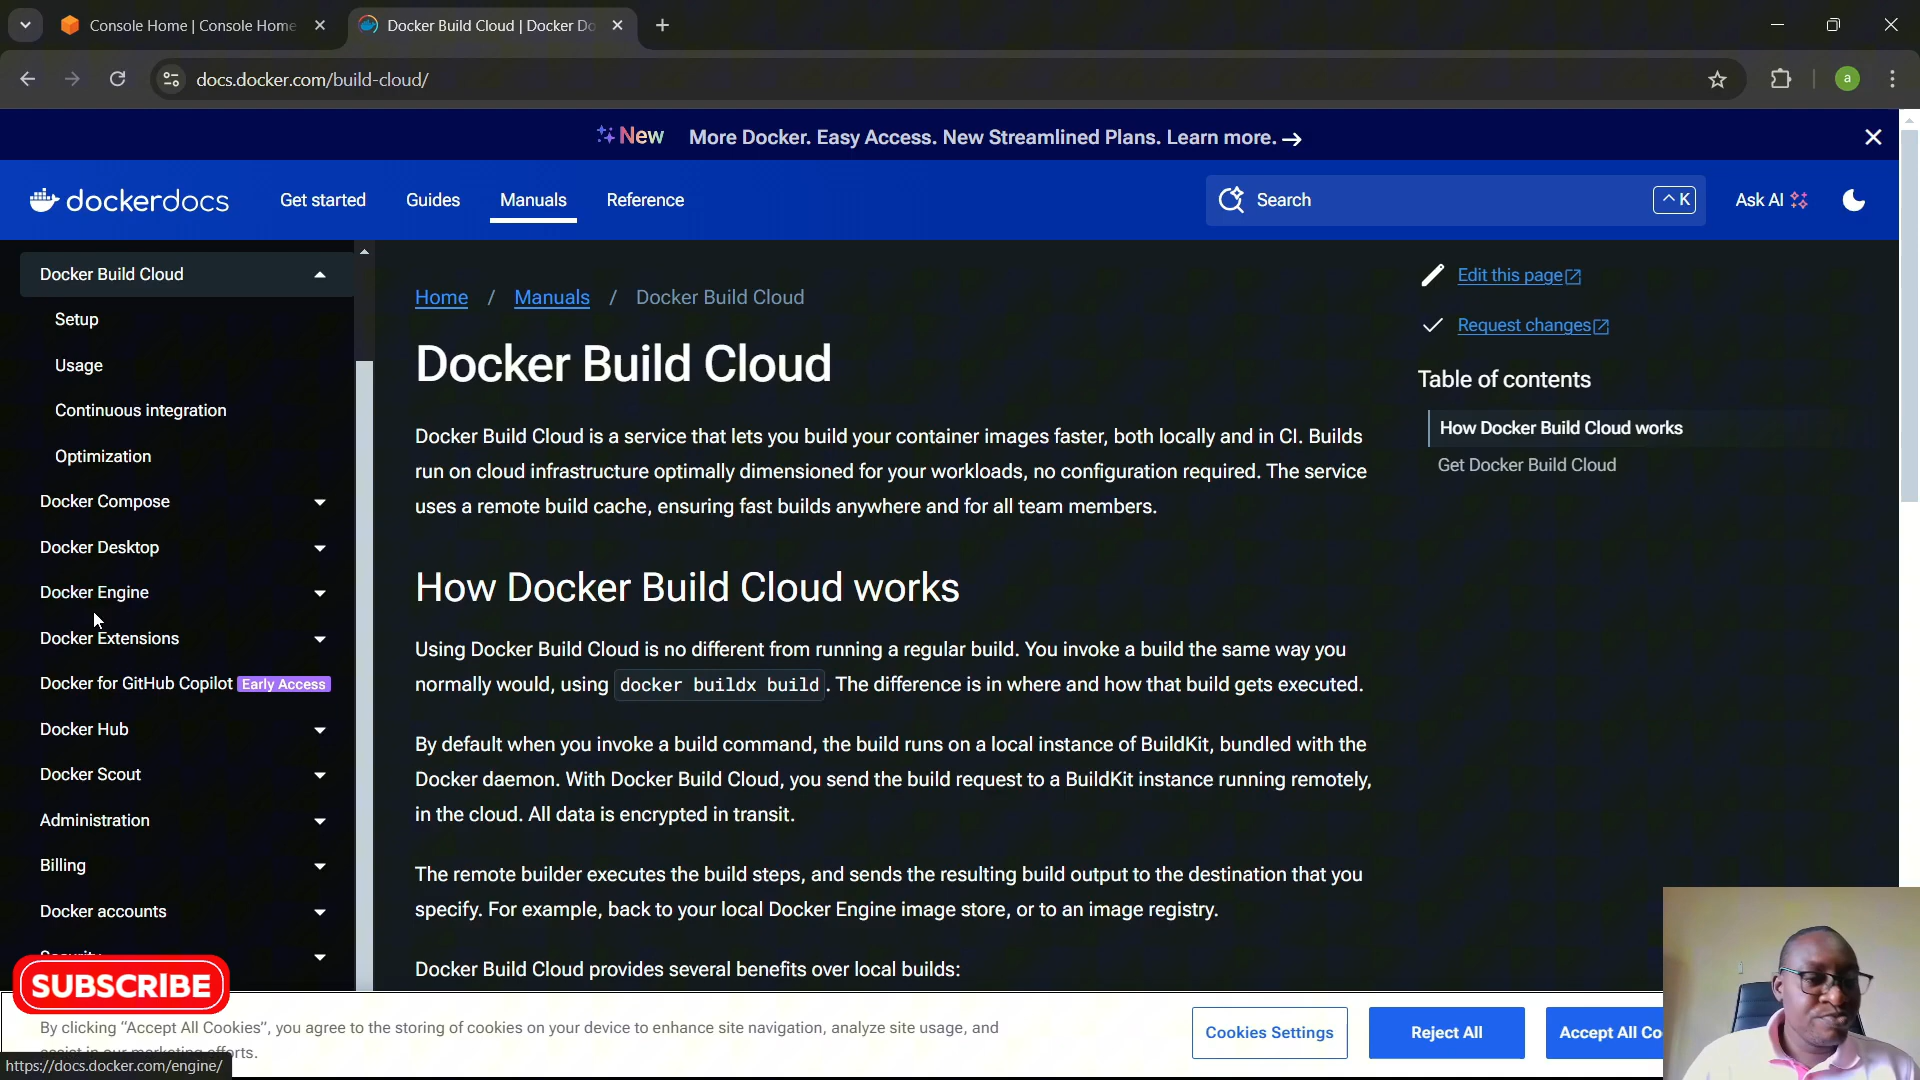 Console Home | Console Home
Docker Build Cloud | Docker Do
docs.docker.com/build-cloud/
a
New More Docker. Easy Access. New Streamlined Plans. Learn more. →
dockerdocs
Get started
Guides
Manuals
Reference
Search
^ K
Ask AI
Docker Build Cloud
Setup
Usage
Continuous integration
Optimization
Docker Compose
Docker Desktop
Docker Engine
Docker Extensions
Docker for GitHub Copilot Early Access
Docker Hub
Docker Scout
Administration
Billing
Docker accounts
Home / Manuals / Docker Build Cloud
Docker Build Cloud
Docker Build Cloud is a service that lets you build your container images faster, both locally and in CI. Builds
run on cloud infrastructure optimally dimensioned for your workloads, no configuration required. The service
uses a remote build cache, ensuring fast builds anywhere and for all team members.
How Docker Build Cloud works
Using Docker Build Cloud is no different from running a regular build. You invoke a build the same way you
normally would, using docker buildx build. The difference is in where and how that build gets executed.
By default when you invoke a build command, the build runs on a local instance of BuildKit, bundled with the
Docker daemon. With Docker Build Cloud, you send the build request to a BuildKit instance running remotely,
in the cloud. All data is encrypted in transit.
The remote builder executes the build steps, and sends the resulting build output to the destination that you
specify. For example, back to your local Docker Engine image store, or to an image registry.
Docker Build Cloud provides several benefits over local builds:
Edit this page
Request changes
Table of contents
How Docker Build Cloud works
Get Docker Build Cloud
SUBSCRIBE
By clicking “Accept All Cookies”, you agree to the storing of cookies on your device to enhance site navigation, analyze site usage, and
Cookies Settings
Reject All
Accept All Co
https://docs.docker.com/engine/